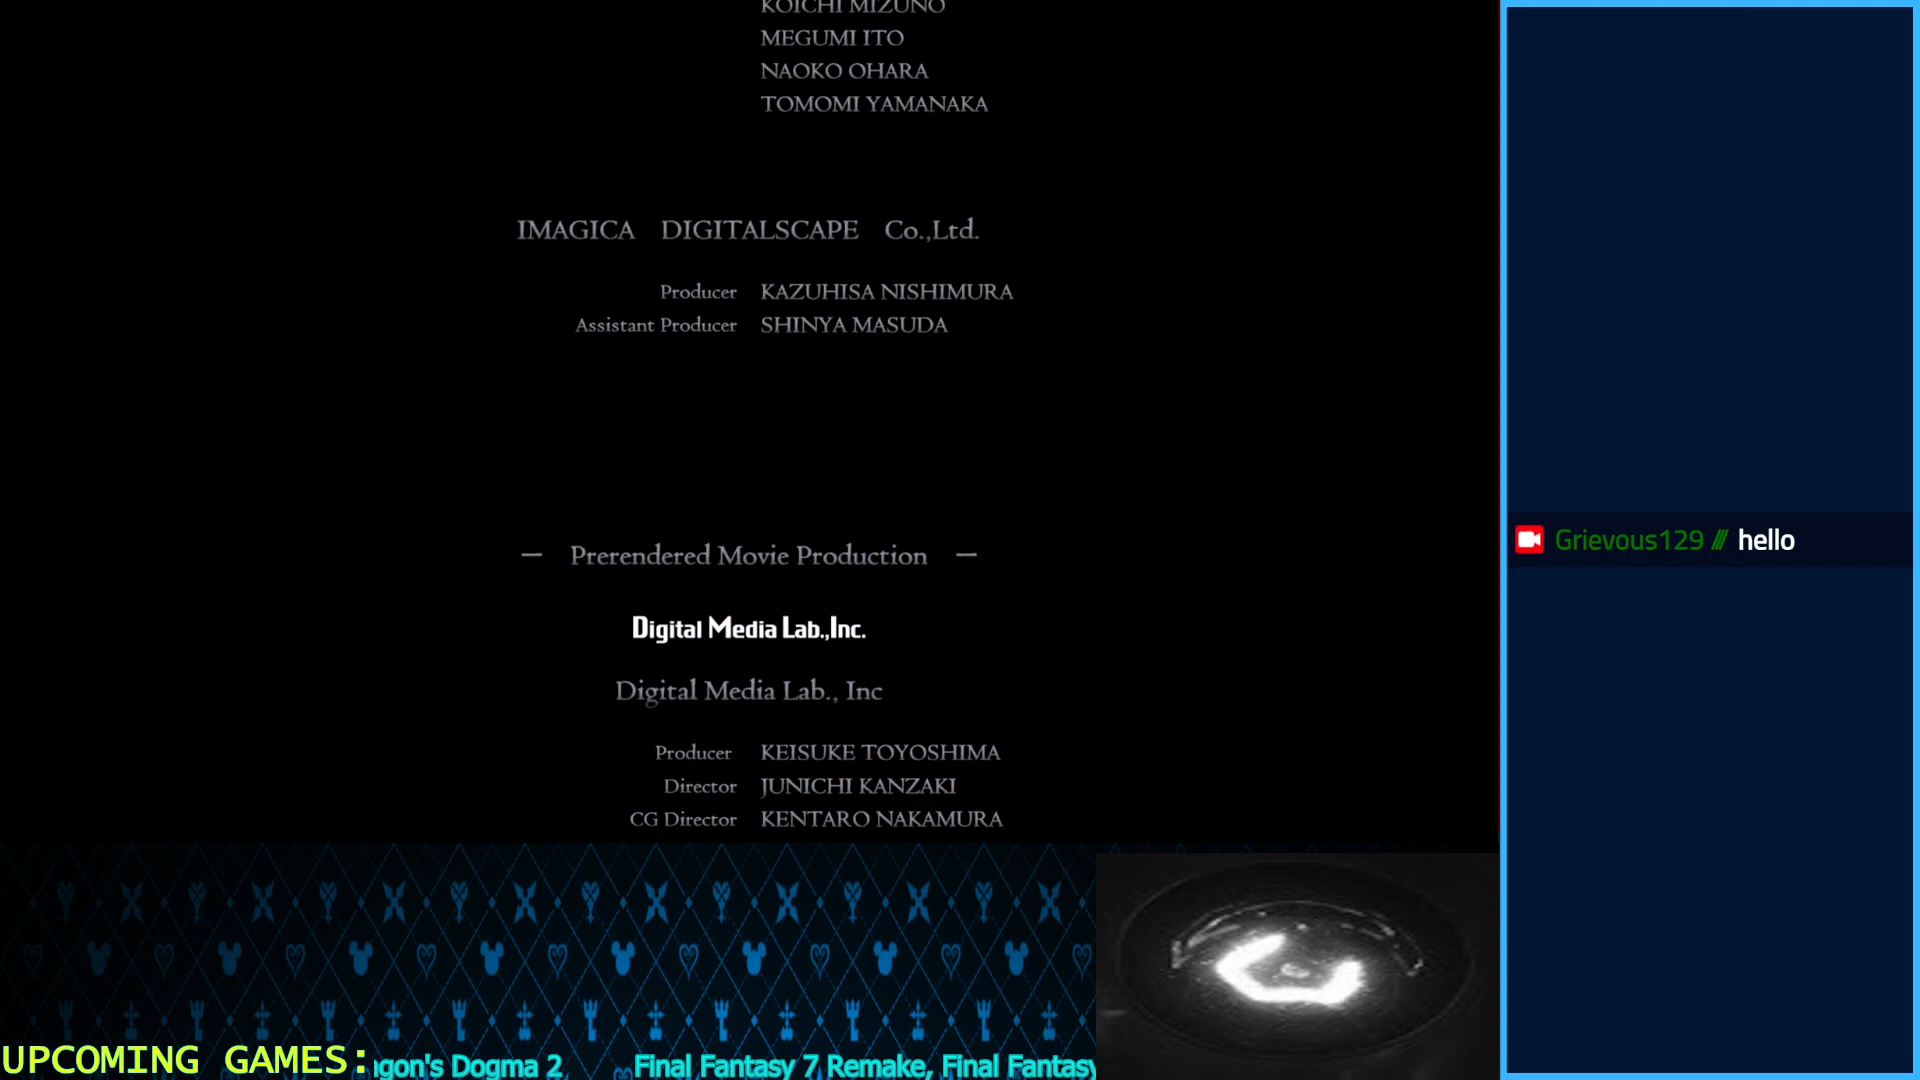 KOICHI MIZUNO
MEGUMI ITO
NAOKO OHARA
TOMOMI YAMANAKA
IMAGICA DIGITALSCAPE Co.,Ltd.
Producer KAZUHISA NISHIMURA
Assistant Producer SHINYA MASUDA
— Prerendered Movie Production —
Digital Media Lab.,Inc.
Digital Media Lab., Inc
Producer KEISUKE TOYOSHIMA
Director JUNICHI KANZAKI
CG Director KENTARO NAKAMURA
Grievous129 /// hello
UPCOMING GAMES: gon's Dogma 2 Final Fantasy 7 Remake, Final Fantasy